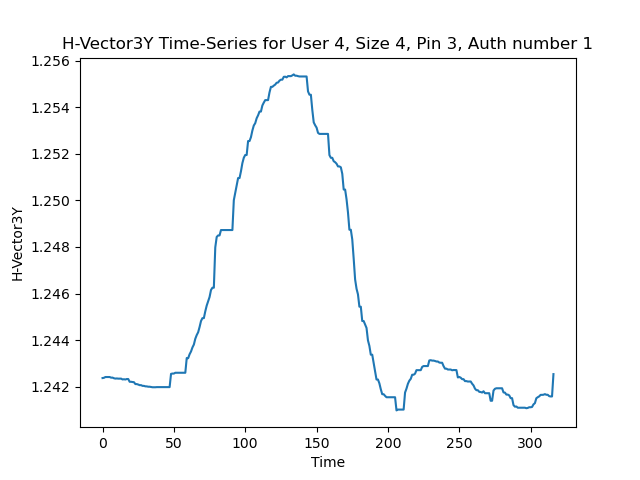 H-Vector3Y Time-Series for User 4, Size 4, Pin 3, Auth number 1
1.256
1.254
1.252
1.250
1.248
1.246
1.244
1.242
H-Vector3Y
0 50 100 150 200 250 300
Time